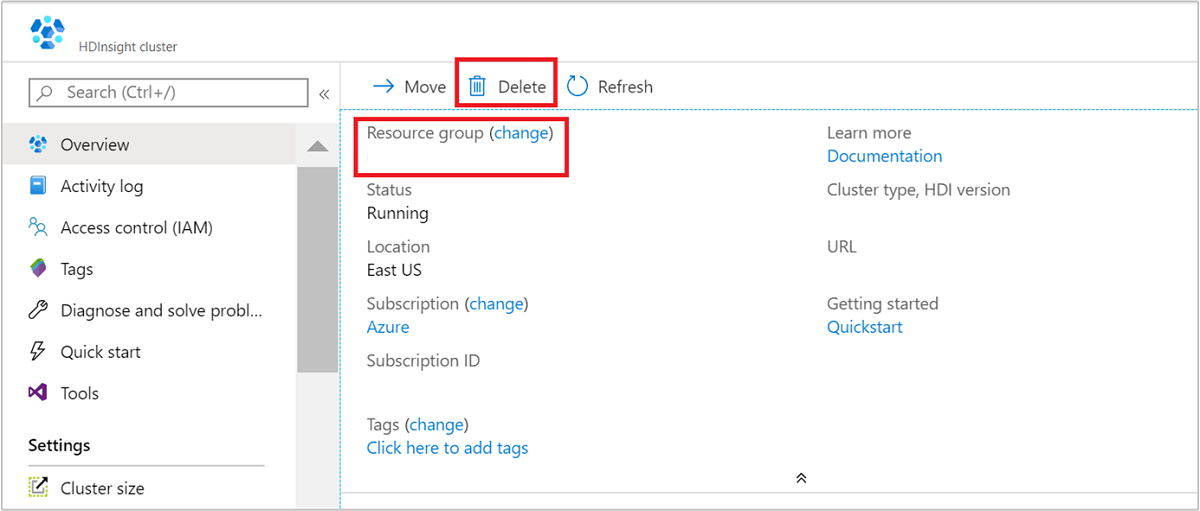 HDInsight cluster
Search (Ctrl+/)
«
Overview
Activity log
Access control (IAM)
Tags
Diagnose and solve probl...
Quick start
Tools
Settings
Cluster size
Move
Delete
Refresh
Resource group (change)
Status
Running
Location
East US
Subscription (change)
Azure
Subscription ID
Tags (change)
Click here to add tags
Learn more
Documentation
Cluster type, HDI version
URL
Getting started
Quickstart